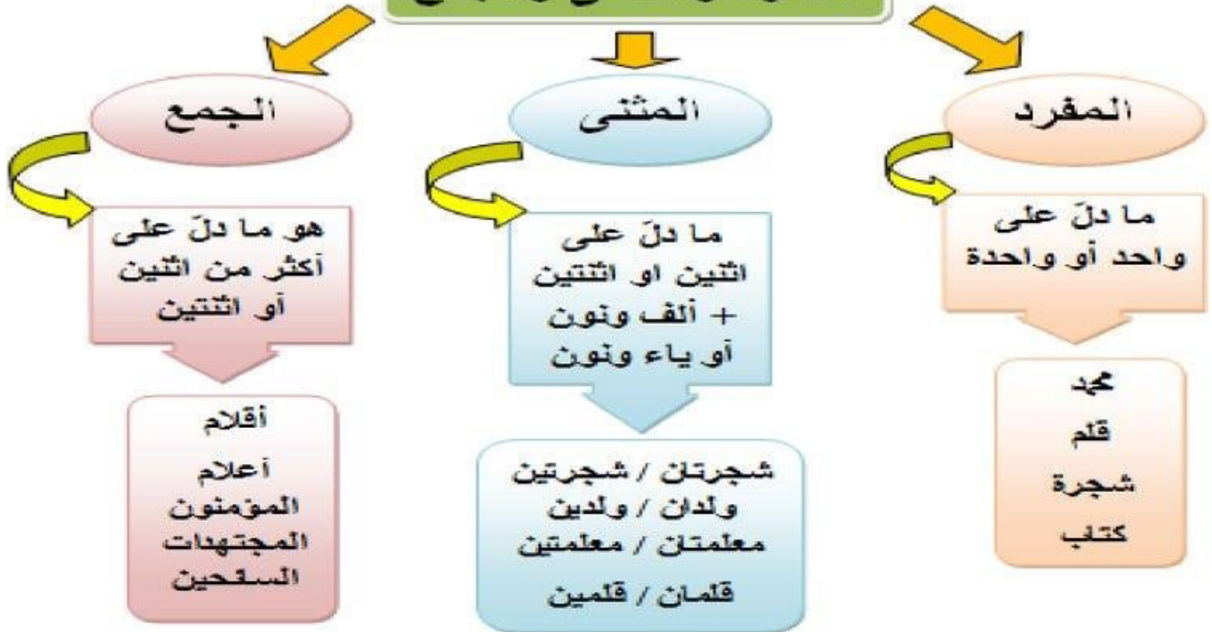 المفرد
ما دلّ على
واحد أو واحدة
محمد
قلم
شجرة
كتاب
المثنى
ما دلّ على
اثنين او اثنتين
+ ألف ونون
أو ياء ونون
شجرتان / شجرتين
ولدان / ولدين
معلمتان / معلمتين
قلمان / قلمين
الجمع
هو ما دلّ على
أكثر من اثنين
أو اثنتين
أقلام
أعلام
المؤمنون
المجتهدات